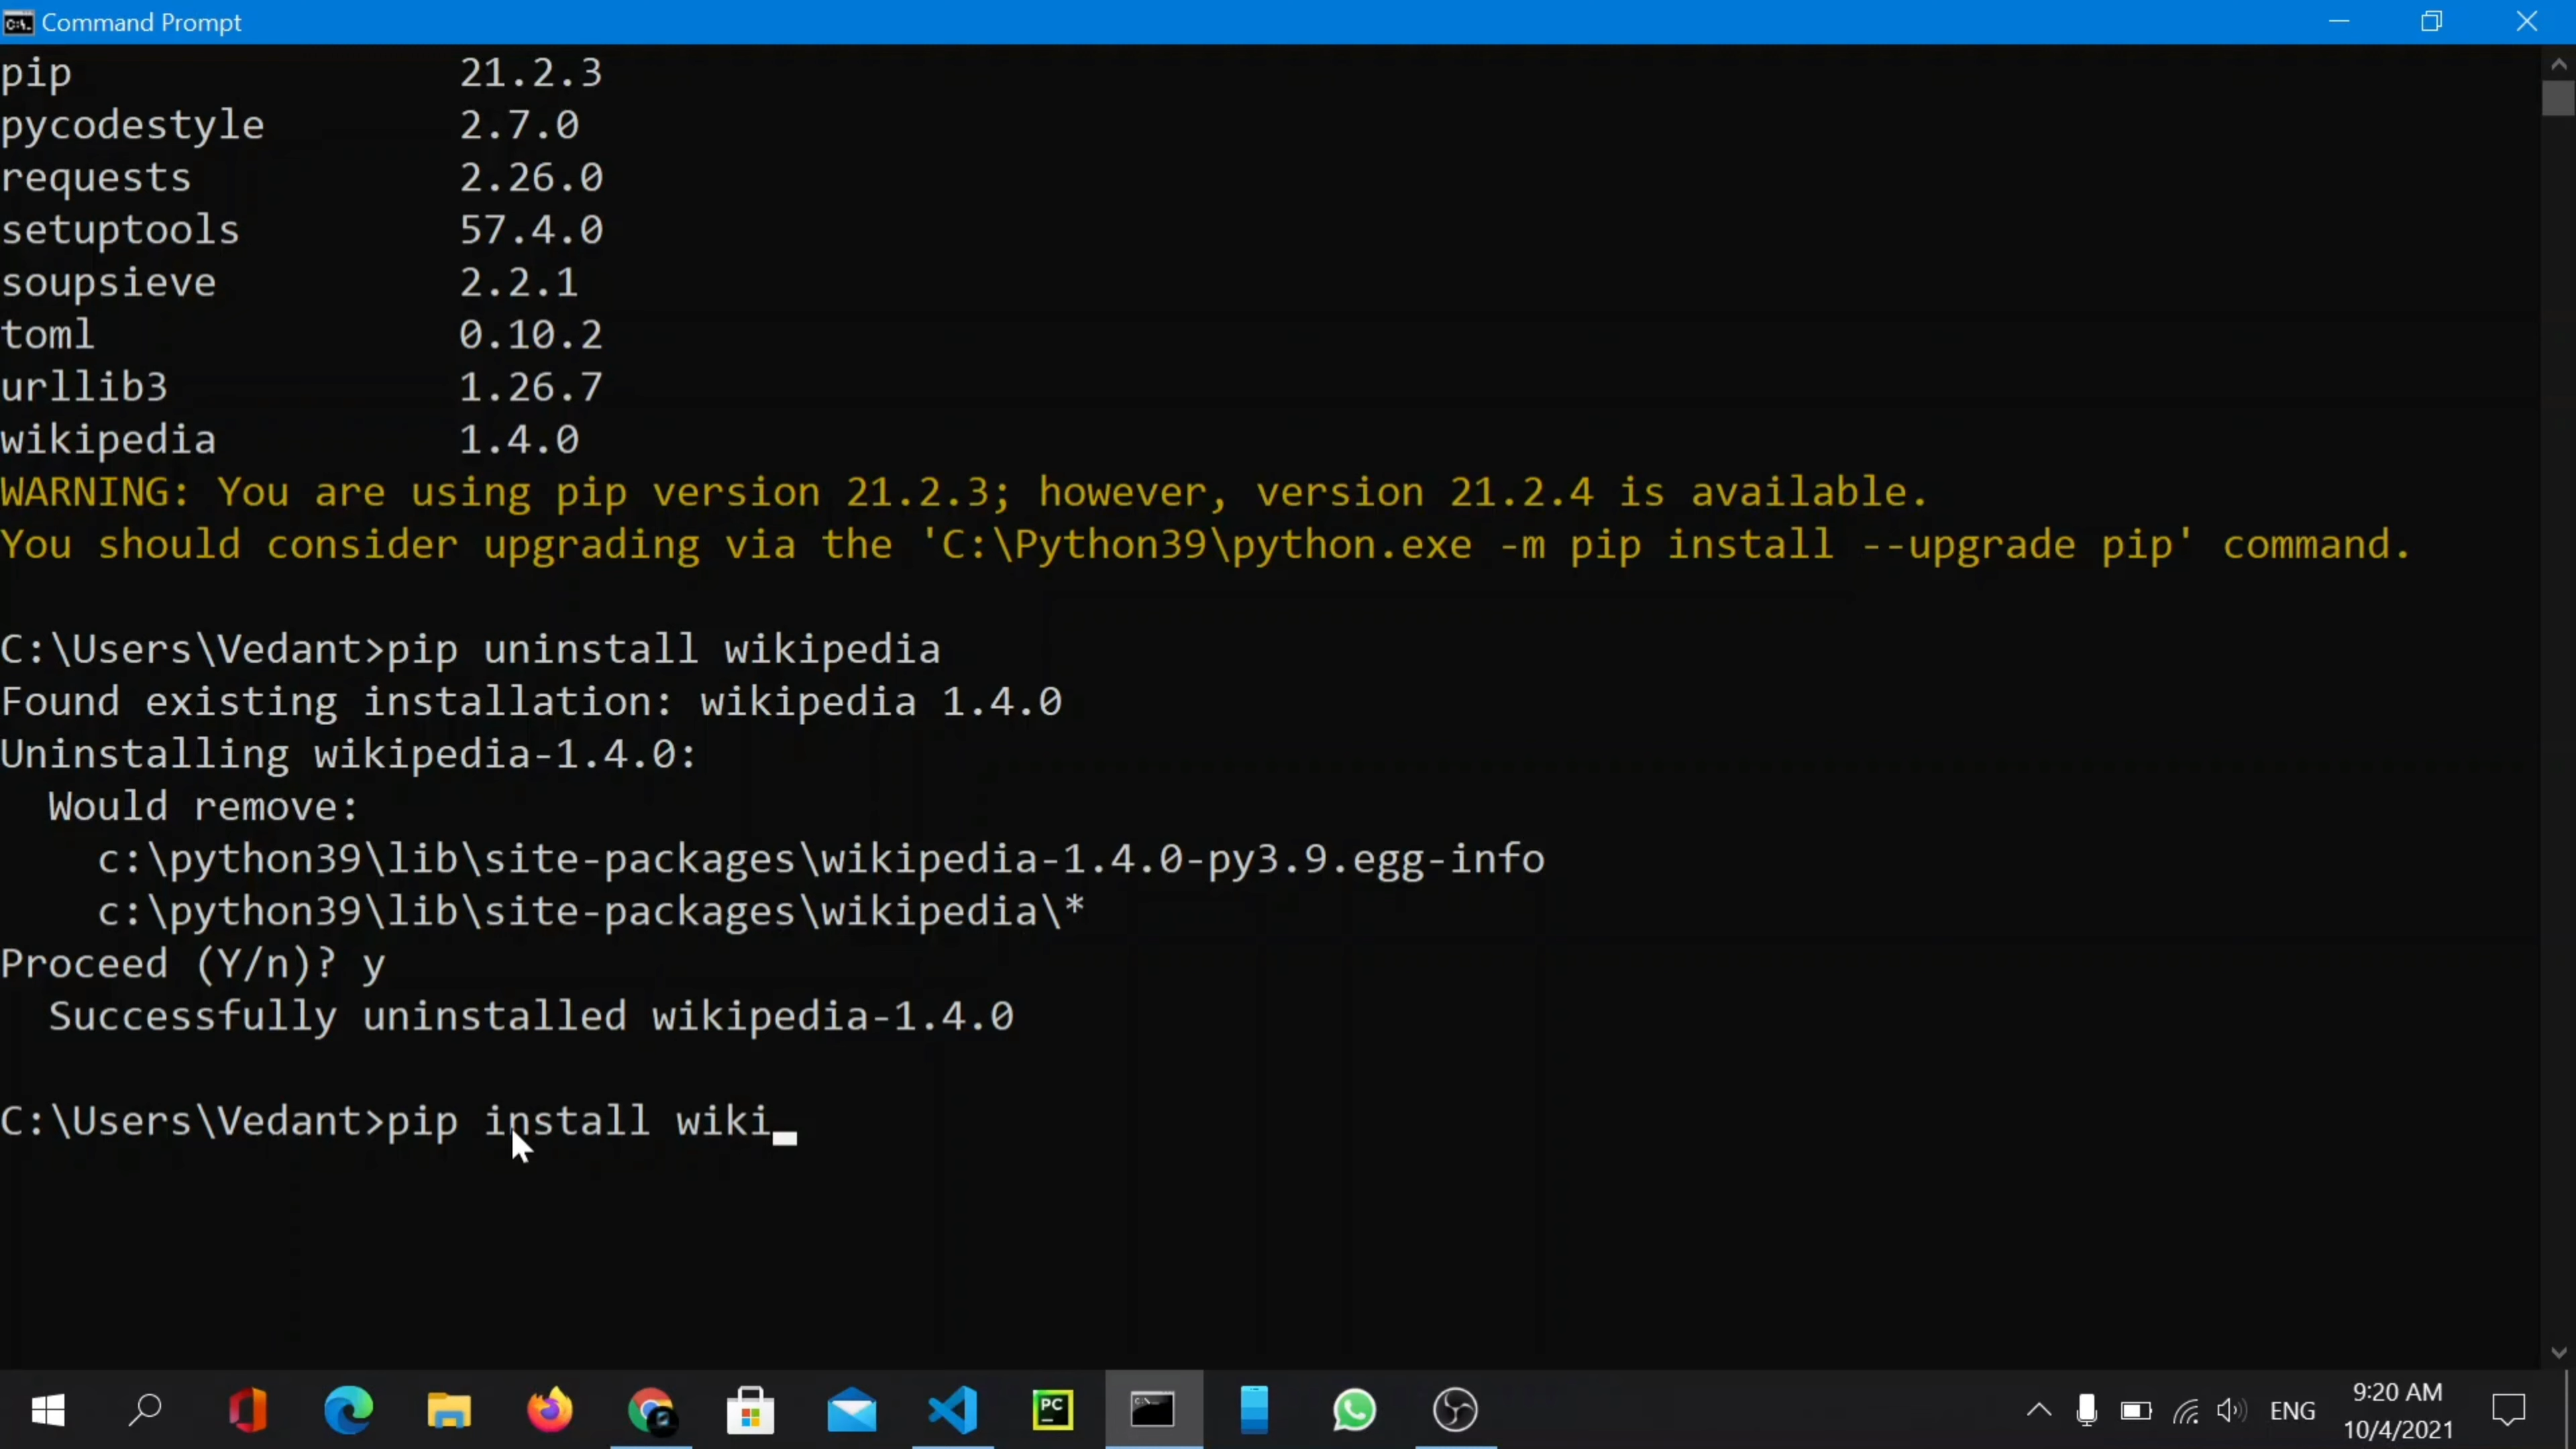 Command Prompt
pip 21.2.3
pycodestyle 2.7.0
requests 2.26.0
setuptools 57.4.0
soupsieve 2.2.1
toml 0.10.2
urllib3 1.26.7
wikipedia 1.4.0
WARNING: You are using pip version 21.2.3; however, version 21.2.4 is available.
You should consider upgrading via the 'C:\Python39\python.exe -m pip install --upgrade pip' command.
C:\Users\Vedant>pip uninstall wikipedia
Found existing installation: wikipedia 1.4.0
Uninstalling wikipedia-1.4.0:
Would remove:
c:\python39\lib\site-packages\wikipedia-1.4.0-py3.9.egg-info
c:\python39\lib\site-packages\wikipedia\*
Proceed (Y/n)? y
Successfully uninstalled wikipedia-1.4.0
C:\Users\Vedant>pip install wiki_
PC
ENG
9:20 AM
10/4/2021